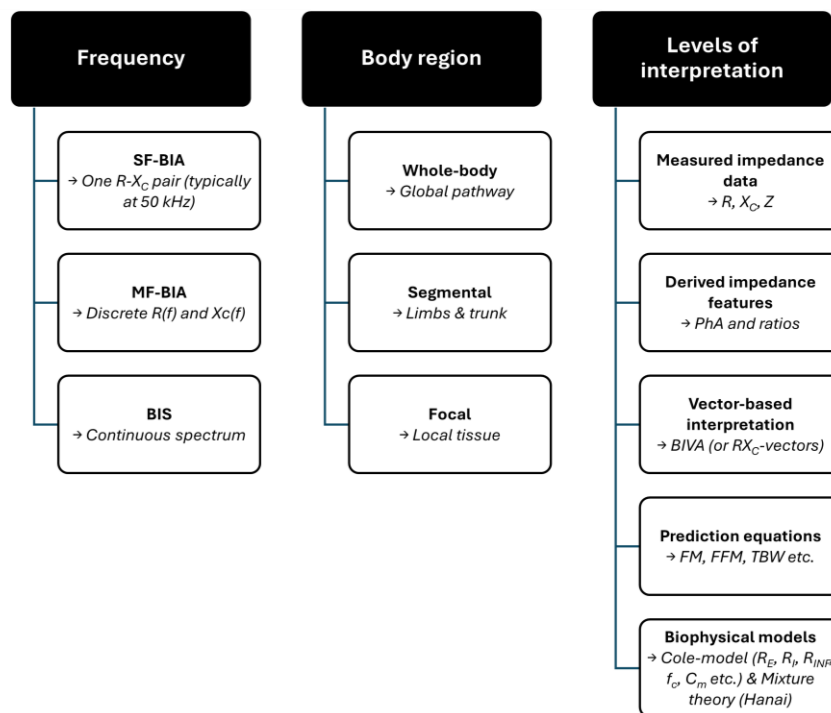 Frequency
SF-BIA
→ One R-X_C pair (typically
at 50 kHz)
MF-BIA
→ Discrete R(f) and Xc(f)
BIS
→ Continuous spectrum
Body region
Whole-body
→ Global pathway
Segmental
→ Limbs & trunk
Focal
→ Local tissue
Levels of
interpretation
Measured impedance
data
→ R, X_C, Z
Derived impedance
features
→ PhA and ratios
Vector-based
interpretation
→ BIVA (or RX_C-vectors)
Prediction equations
→ FM, FFM, TBW etc.
Biophysical models
→ Cole-model (R_E, R_I, R_INF,
f_c, C_m etc.) & Mixture
theory (Hanai)